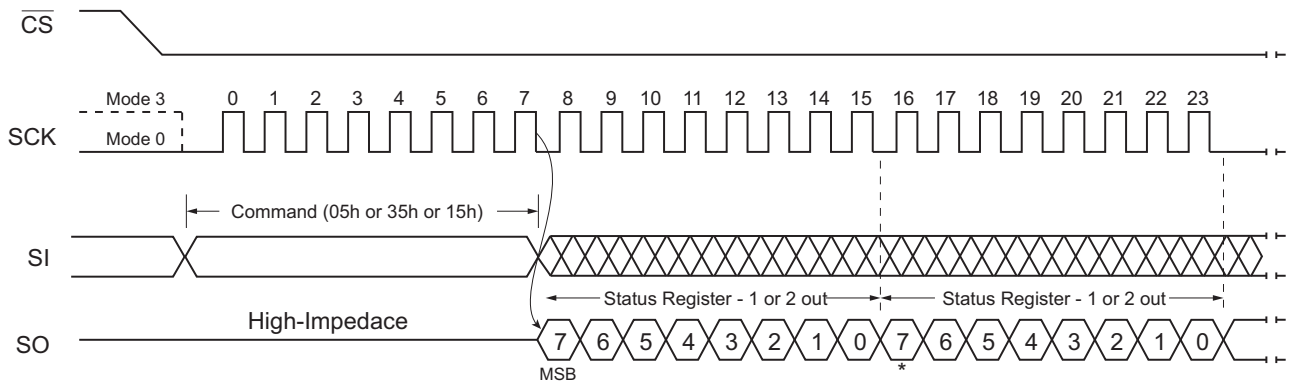 CS
Mode 3
0 1 2 3 4 5 6 7 8 9 10 11 12 13 14 15 16 17 18 19 20 21 22 23
SCK
Mode 0
Command (05h or 35h or 15h)
SI
Status Register - 1 or 2 out Status Register - 1 or 2 out
High-Impedace
SO
7 6 5 4 3 2 1 0 7 6 5 4 3 2 1 0
MSB *